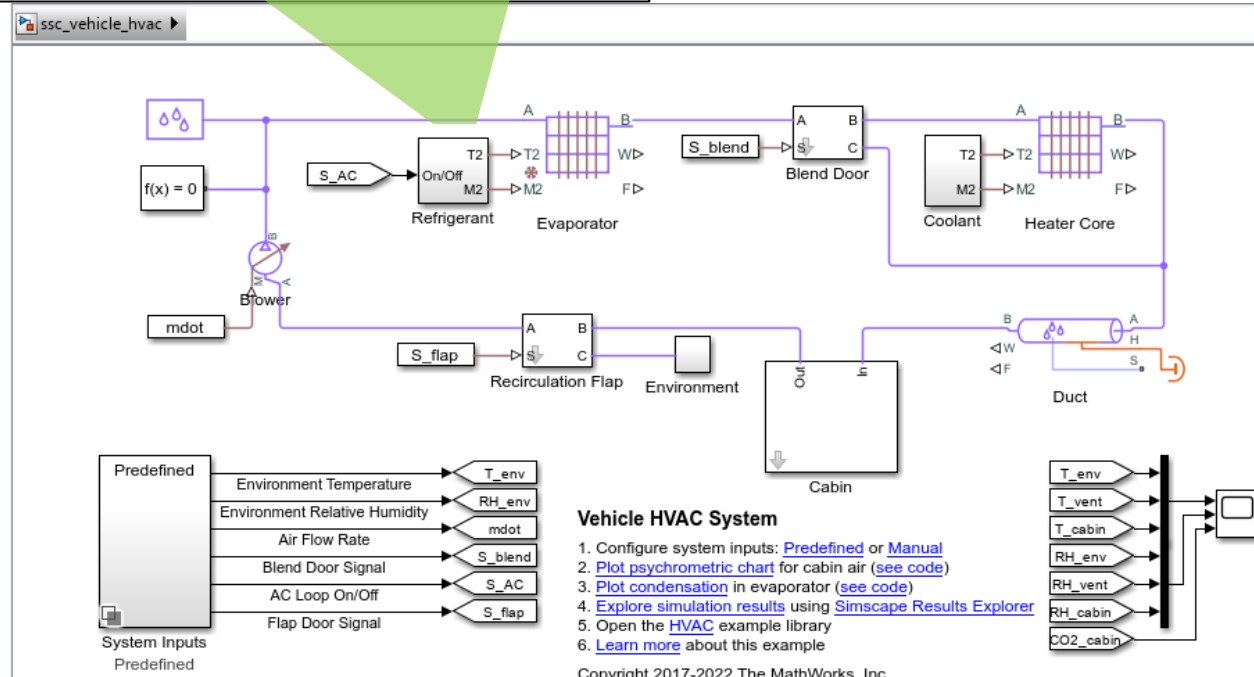 ssc_vehicle_hvac
A
B
A
B
A
B
S_AC
On/Off
T2
T2
W
M2
M2
F
Refrigerant
Evaporator
S_blend
S
C
Blend Door
T2
T2
W
M2
M2
F
Coolant
Heater Core
f(x) = 0
B
M
A
Blower
mdot
A
B
S_flap
S
C
Recirculation Flap
Environment
Out
In
Cabin
B
A
H
W
F
S
Duct
Predefined
System Inputs
Predefined
Environment Temperature
T_env
Environment Relative Humidity
RH_env
Air Flow Rate
mdot
Blend Door Signal
S_blend
AC Loop On/Off
S_AC
Flap Door Signal
S_flap
Vehicle HVAC System
1. Configure system inputs: Predefined or Manual
2. Plot psychrometric chart for cabin air (see code)
3. Plot condensation in evaporator (see code)
4. Explore simulation results using Simscape Results Explorer
5. Open the HVAC example library
6. Learn more about this example
Copyright 2017-2022 The MathWorks, Inc.
T_env
T_vent
T_cabin
RH_env
RH_vent
RH_cabin
CO2_cabin